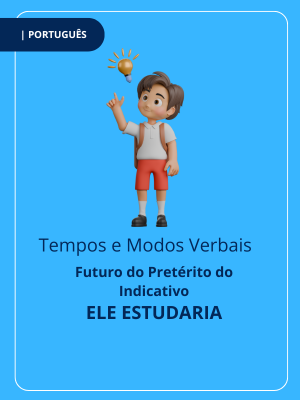 | PORTUGUÊS
Tempos e Modos Verbais
Futuro do Pretérito do
Indicativo
ELE ESTUDARIA